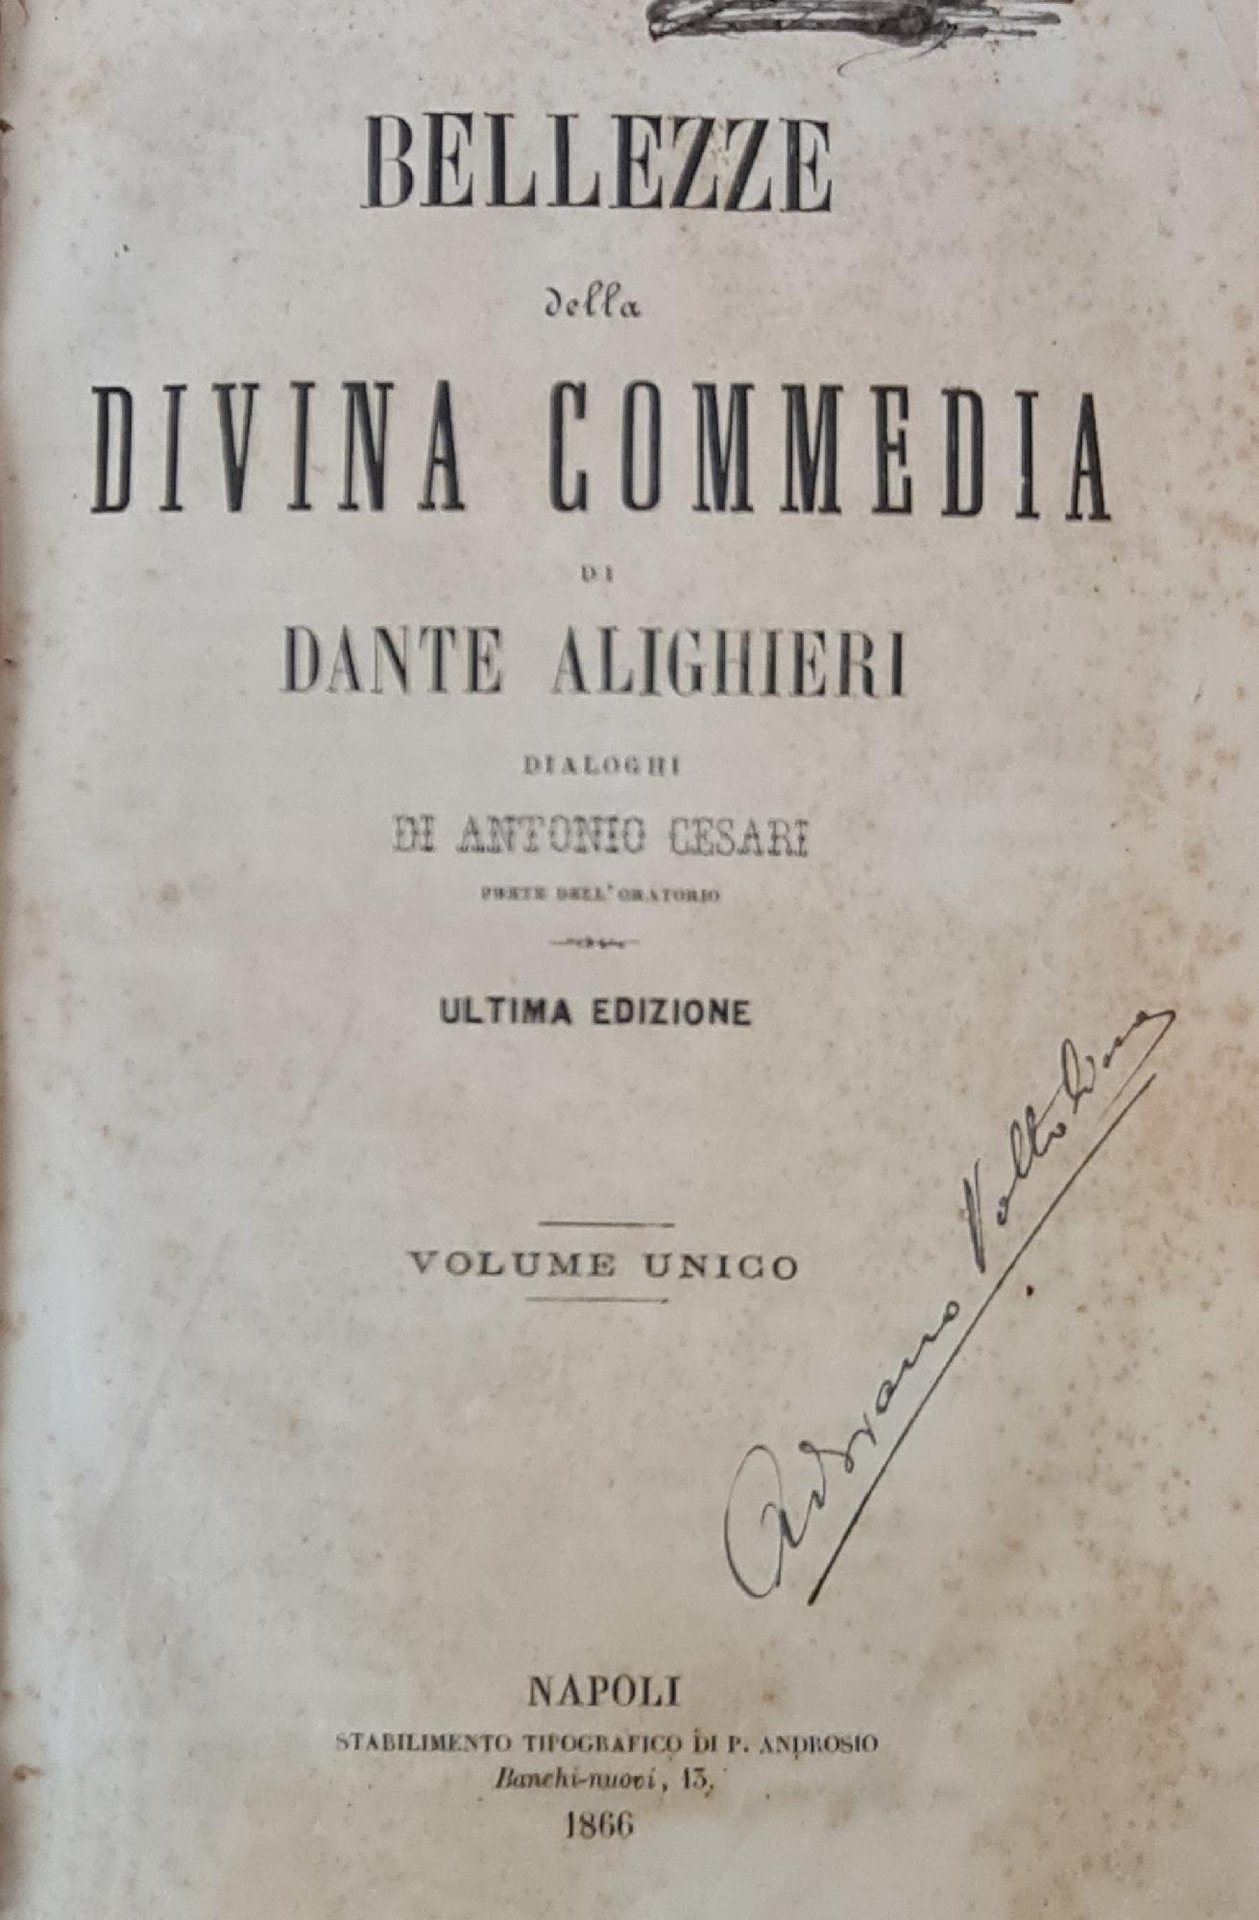 BELLEZZE
della
DIVINA COMMEDIA
DI
DANTE ALIGHIERI
DIALOGHI
DI ANTONIO CESARI
PRETE DELL'ORATORIO
ULTIMA EDIZIONE
VOLUME UNICO
Adriano
NAPOLI
STABILIMENTO TIPOGRAFICO DI P. ANDROSIO
Banchi-nuovi, 13,
1866